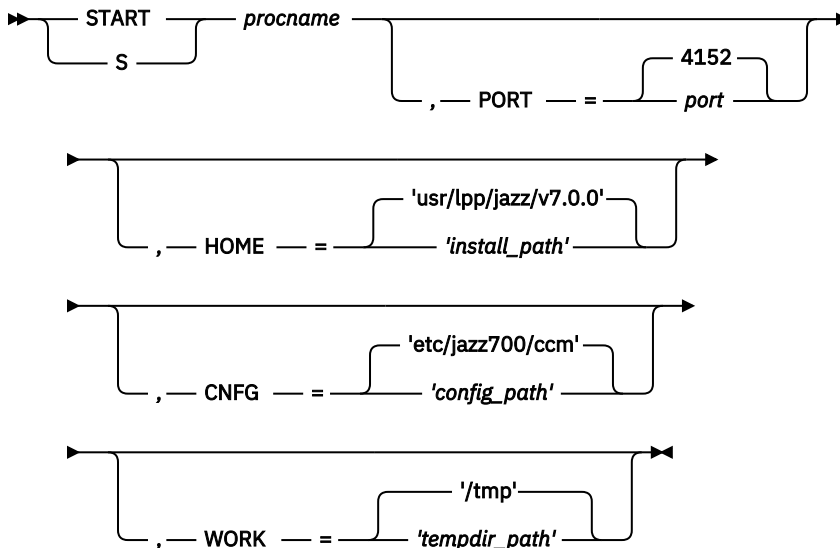 START procname
S
4152
, PORT = port
'usr/lpp/jazz/v7.0.0'
, HOME = 'install_path'
'etc/jazz700/ccm'
, CNFG = 'config_path'
'/tmp'
, WORK = 'tempdir_path'